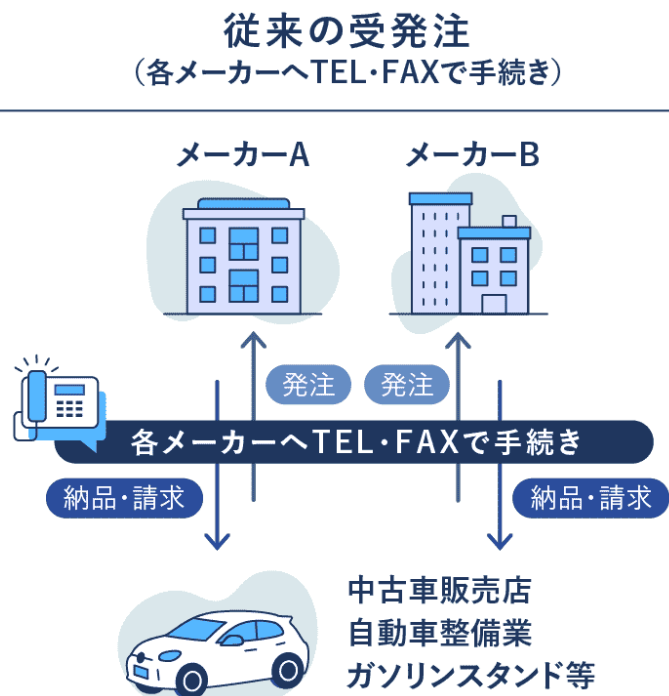 従来の受発注
（各メーカーへTEL・FAXで手続き）
メーカーA
メーカーB
発注
発注
各メーカーへTEL・FAXで手続き
納品・請求
納品・請求
中古車販売店
自動車整備業
ガソリンスタンド等